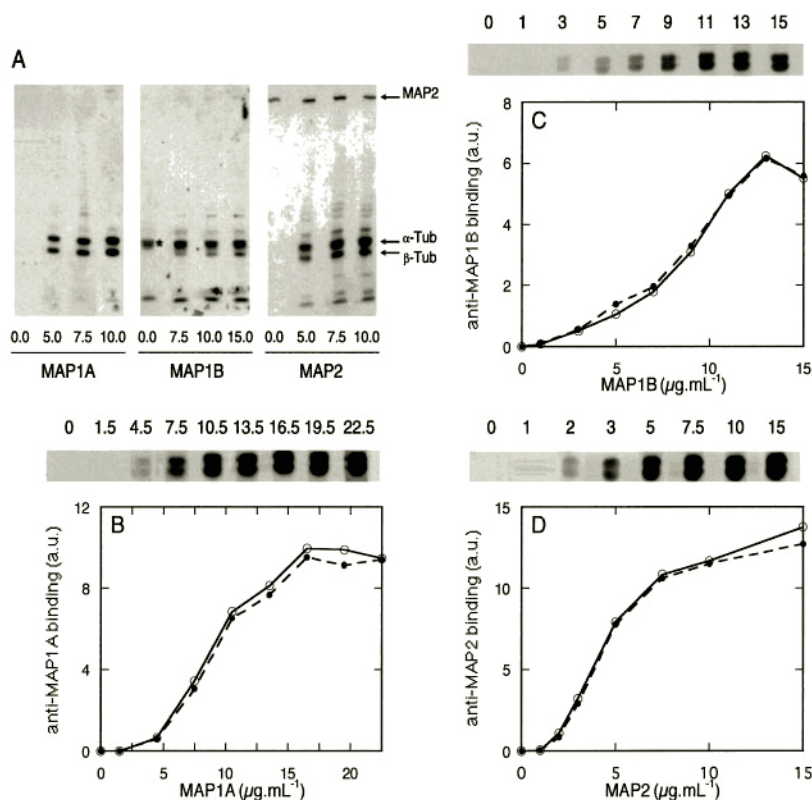 A
MAP2
α-Tub
β-Tub
*
0.0 5.0 7.5 10.0
0.0 7.5 10.0 15.0
0.0 5.0 7.5 10.0
MAP1A
MAP1B
MAP2
0 1 3 5 7 9 11 13 15
C
anti-MAP1B binding (a.u.)
8
6
4
2
0
0 5 10 15
MAP1B (µg.mL⁻¹)
0 1.5 4.5 7.5 10.5 13.5 16.5 19.5 22.5
B
anti-MAP1A binding (a.u.)
12
8
4
0
0 5 10 15 20
MAP1A (µg.mL⁻¹)
0 1 2 3 5 7.5 10 15
D
anti-MAP2 binding (a.u.)
15
10
5
0
0 5 10 15
MAP2 (µg.mL⁻¹)